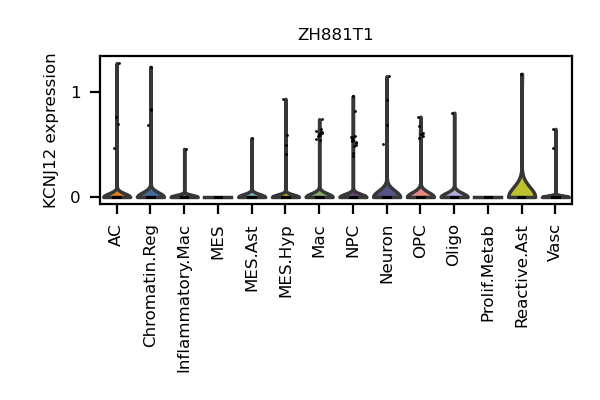 ZH881T1
KCNJ12 expression
1
0
AC
Chromatin.Reg
Inflammatory.Mac
MES
MES.Ast
MES.Hyp
Mac
NPC
Neuron
OPC
Oligo
Prolif.Metab
Reactive.Ast
Vasc